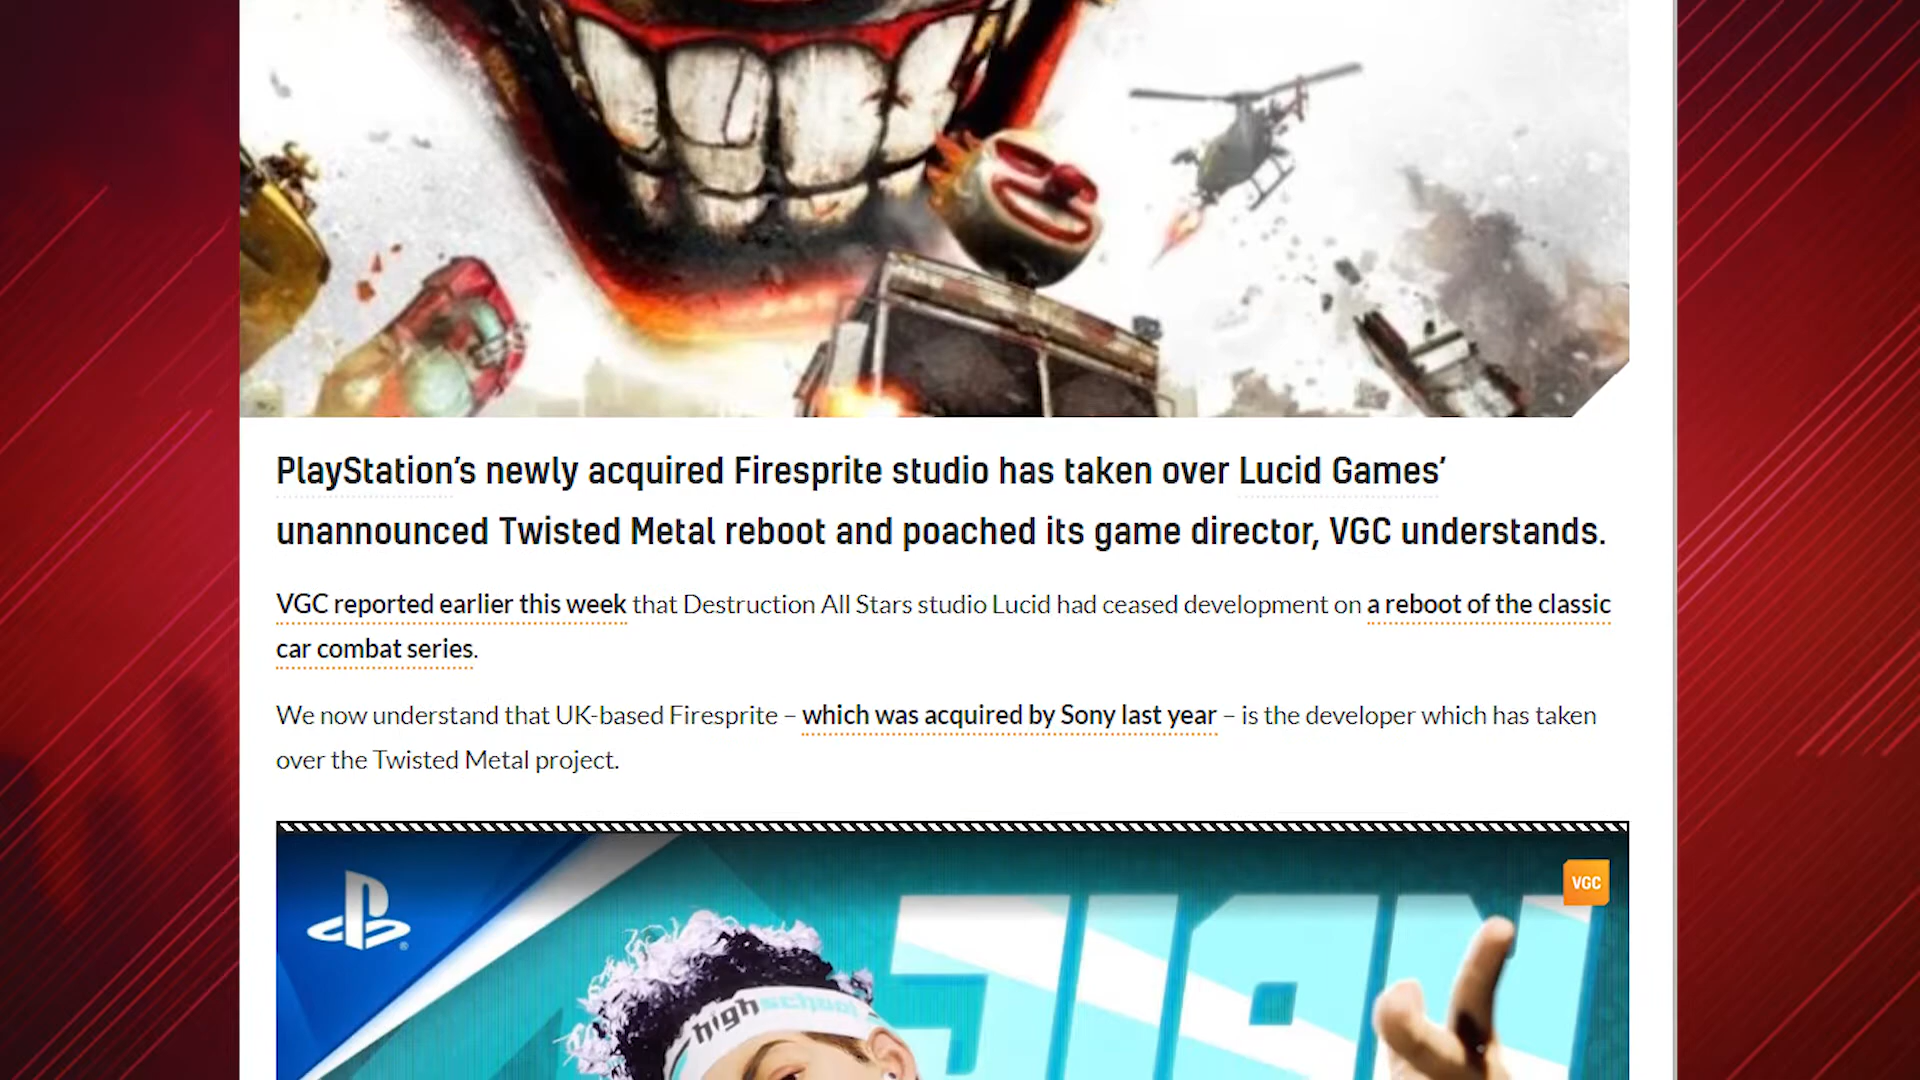 PlayStation’s newly acquired Firesprite studio has taken over Lucid Games’
unannounced Twisted Metal reboot and poached its game director, VGC understands.
VGC reported earlier this week that Destruction All Stars studio Lucid had ceased development on a reboot of the classic
car combat series.
We now understand that UK-based Firesprite – which was acquired by Sony last year – is the developer which has taken
over the Twisted Metal project.
VGC
highschool